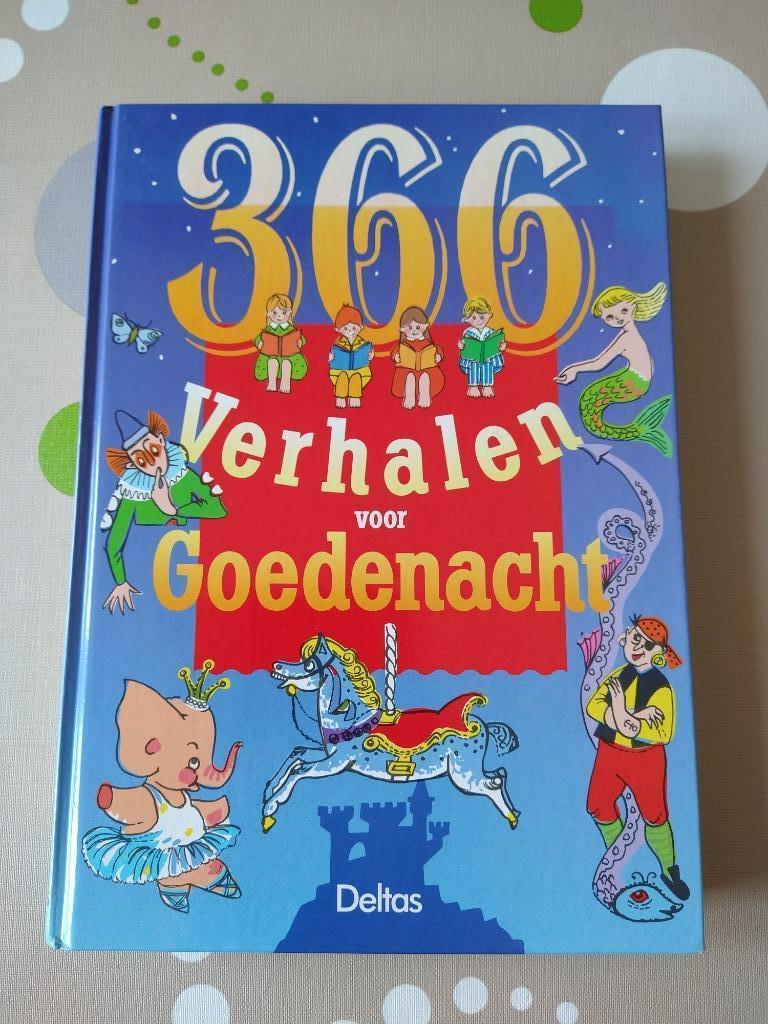 366
Verhalen
voor
Goedenacht
Deltas